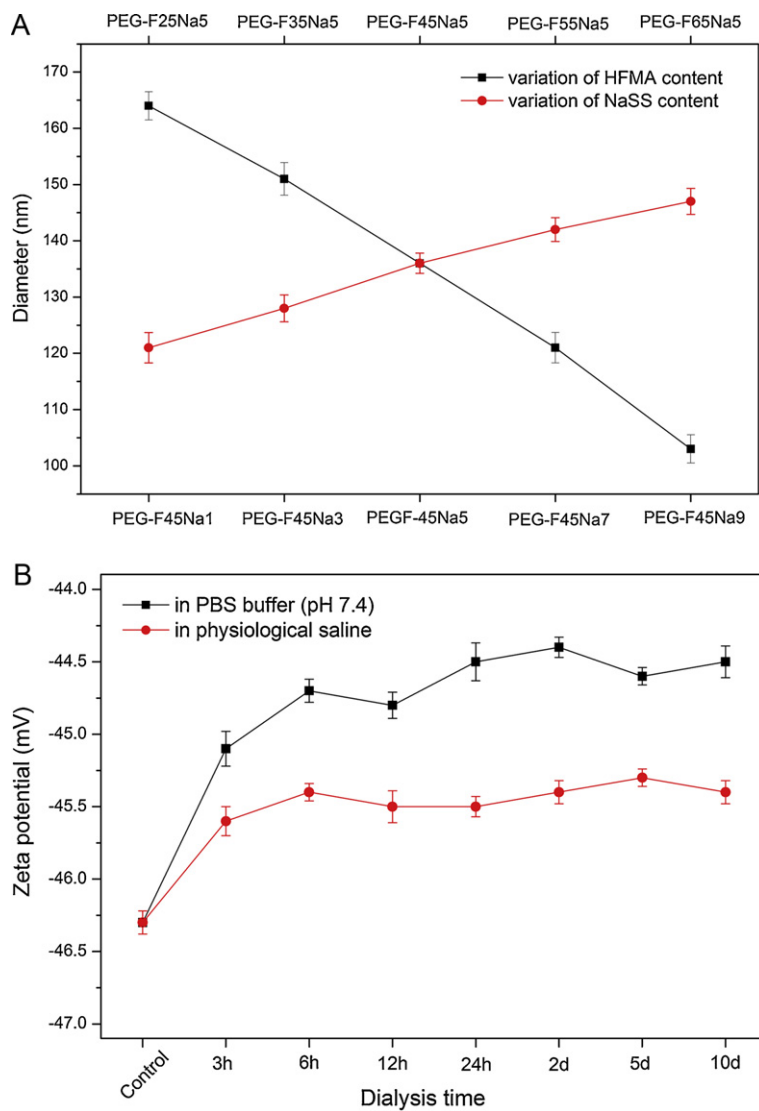 A
PEG-F25Na5 PEG-F35Na5 PEG-F45Na5 PEG-F55Na5 PEG-F65Na5
170
160
150
140
130
120
110
100
Diameter (nm)
variation of HFMA content
variation of NaSS content
PEG-F45Na1 PEG-F45Na3 PEGF-45Na5 PEG-F45Na7 PEG-F45Na9
B
-44.0
-44.5
-45.0
-45.5
-46.0
-46.5
-47.0
Zeta potential (mV)
in PBS buffer (pH 7.4)
in physiological saline
Control 3h 6h 12h 24h 2d 5d 10d
Dialysis time